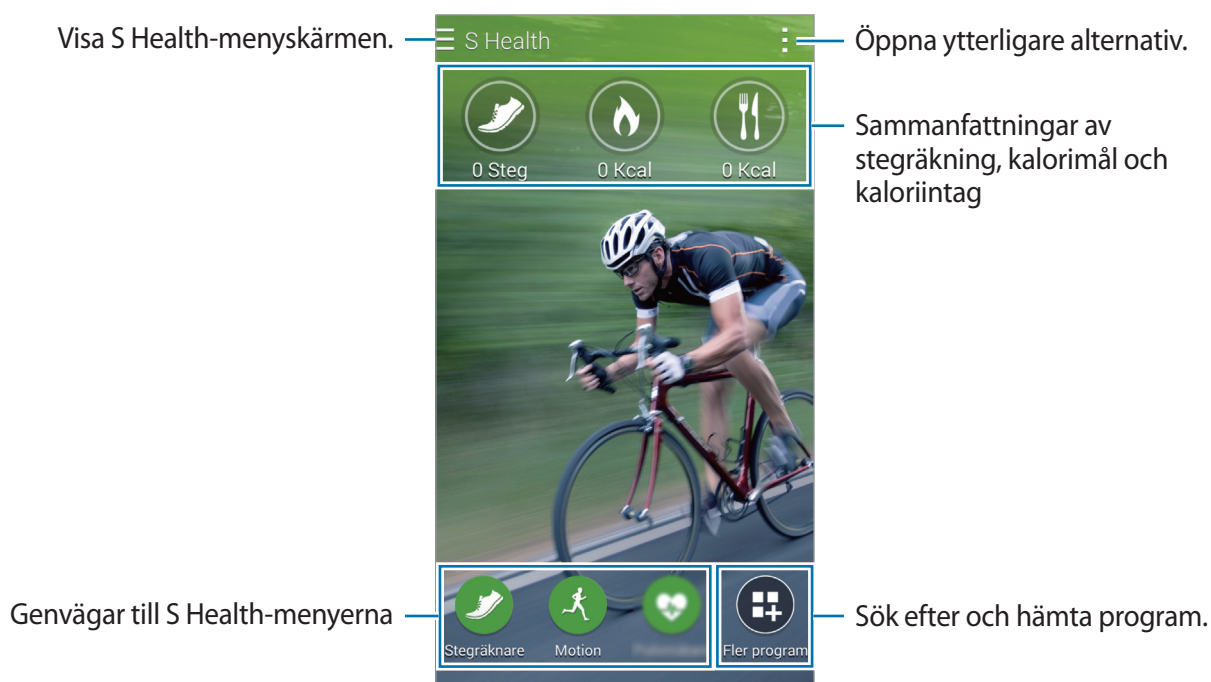 Visa S Health-menyskärmen.
S Health
Öppna ytterligare alternativ.
0 Steg
0 Kcal
0 Kcal
Sammanfattningar av
stegräkning, kalorimål och
kaloriintag
Genvägar till S Health-menyerna
Stegräknare
Motion
Fler program
Sök efter och hämta program.